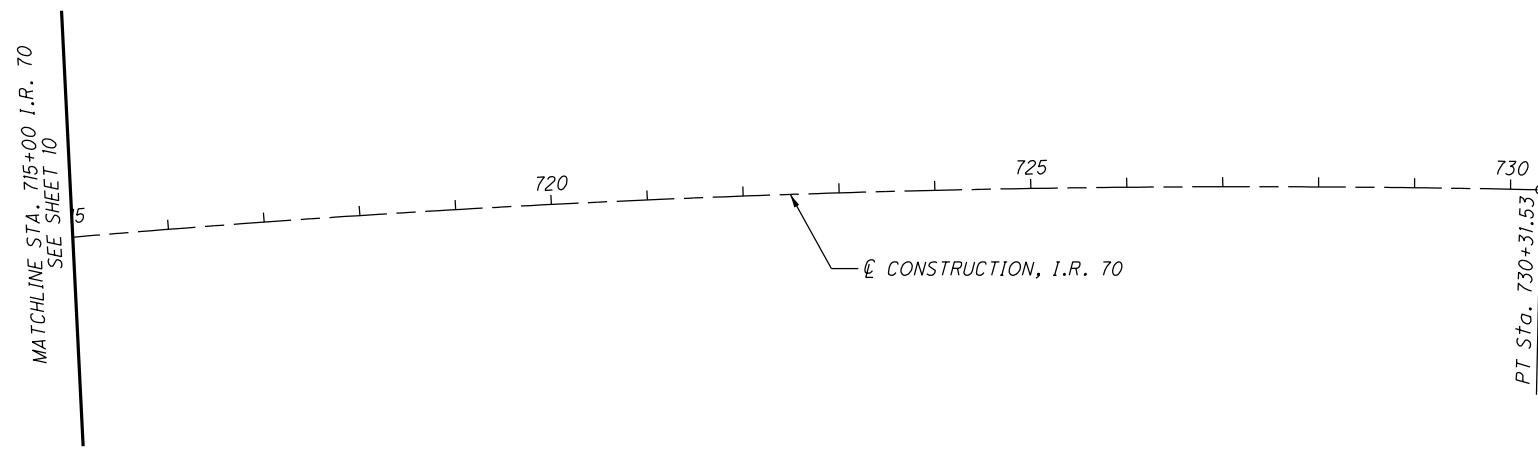 MATCHLINE STA. 715+00 I.R. 70
SEE SHEET 10
5
720
725
730
℄ CONSTRUCTION, I.R. 70
PT Sta. 730+31.53